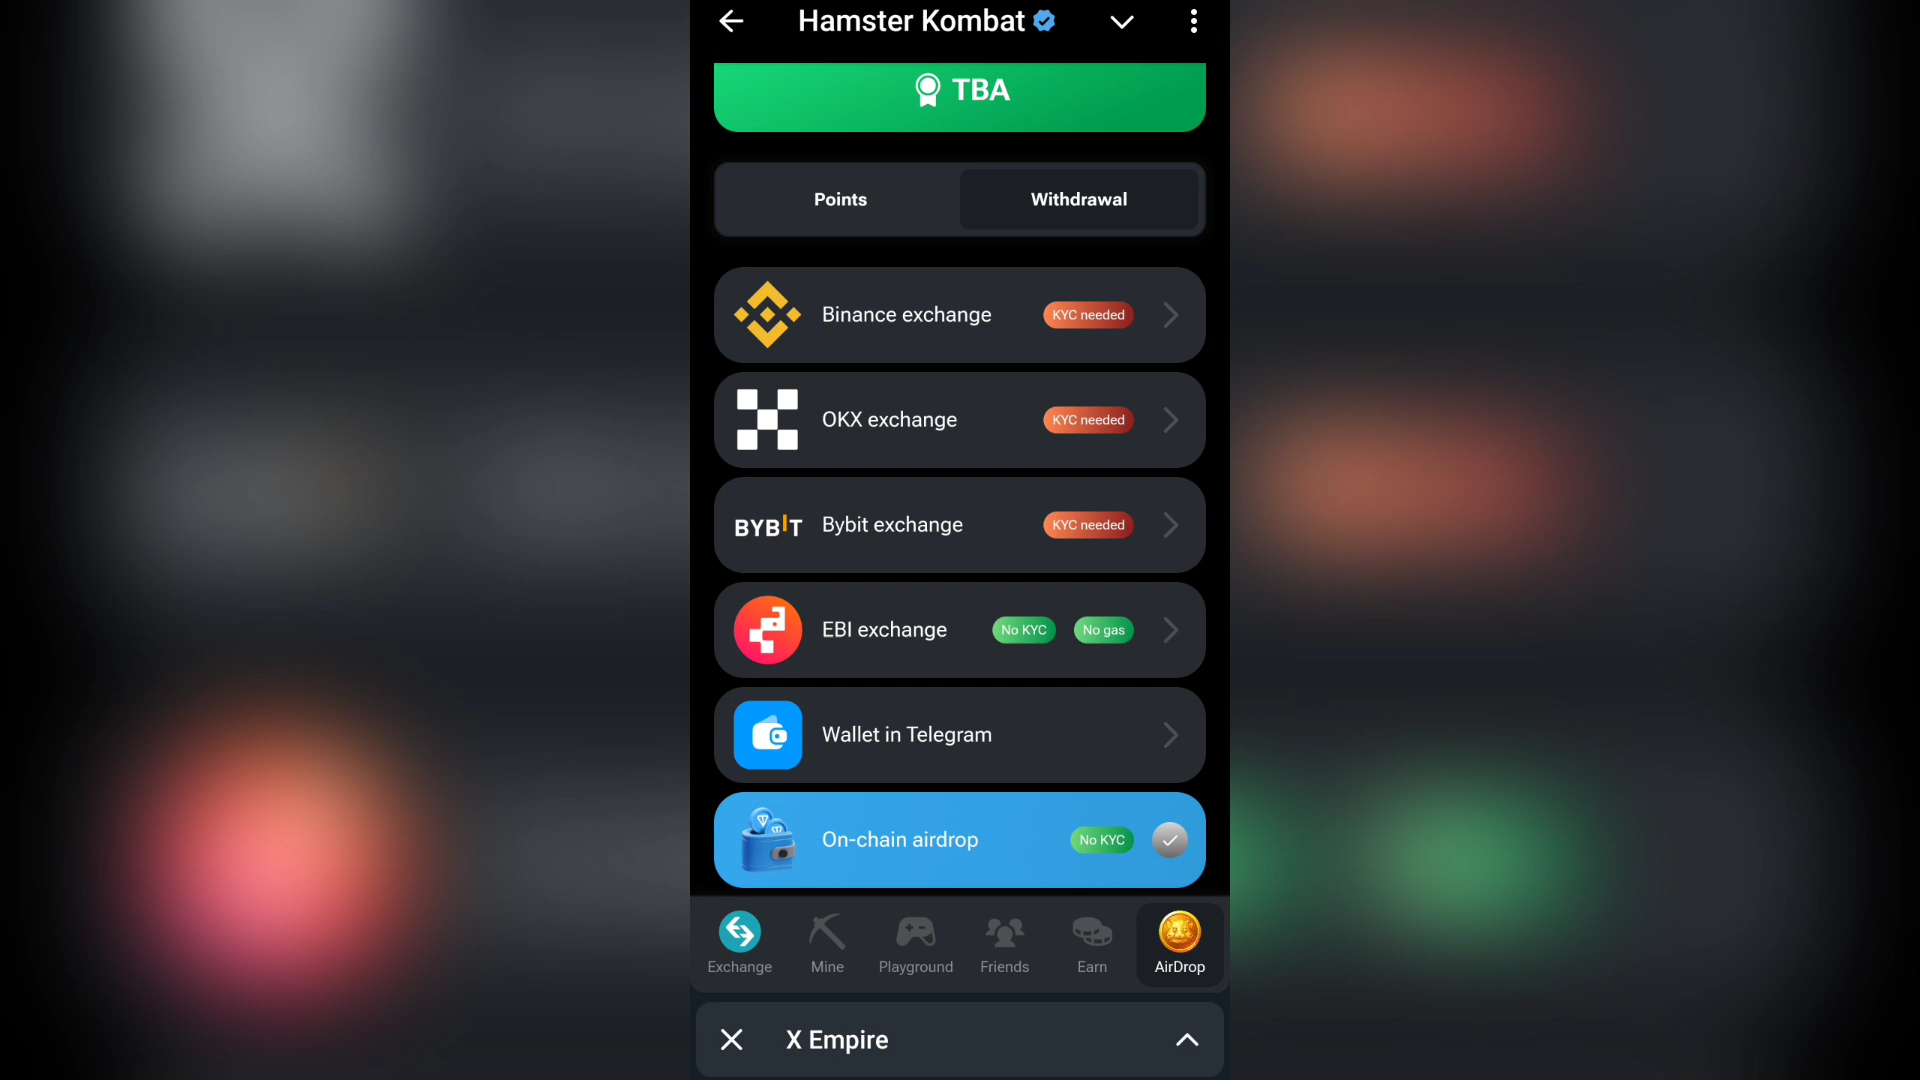 Hamster Kombat
TBA
Points
Withdrawal
Binance exchange
KYC needed
OKX exchange
KYC needed
BYBIT
Bybit exchange
KYC needed
EBI exchange
No KYC
No gas
Wallet in Telegram
On-chain airdrop
No KYC
Exchange
Mine
Playground
Friends
Earn
AirDrop
X Empire